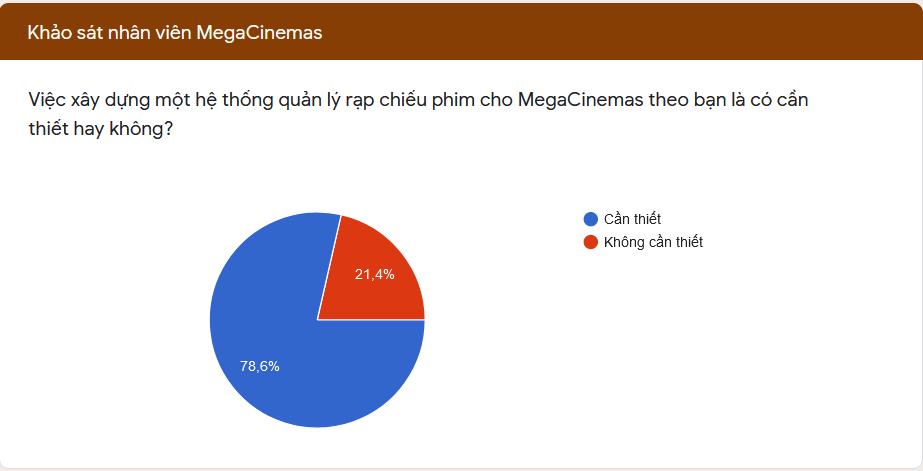 Khảo sát nhân viên MegaCinemas
Việc xây dựng một hệ thống quản lý rạp chiếu phim cho MegaCinemas theo bạn là có cần
thiết hay không?
Cần thiết
Không cần thiết
21,4%
78,6%